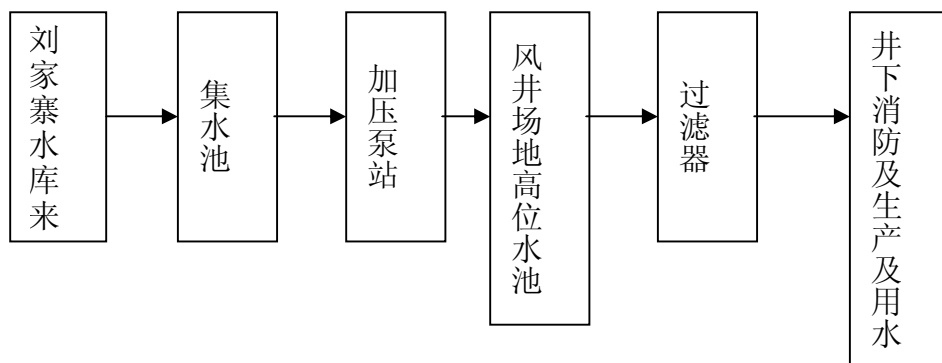 刘家寨水库来
集水池
加压泵站
风井场地高位水池
过滤器
井下消防及生产及用水